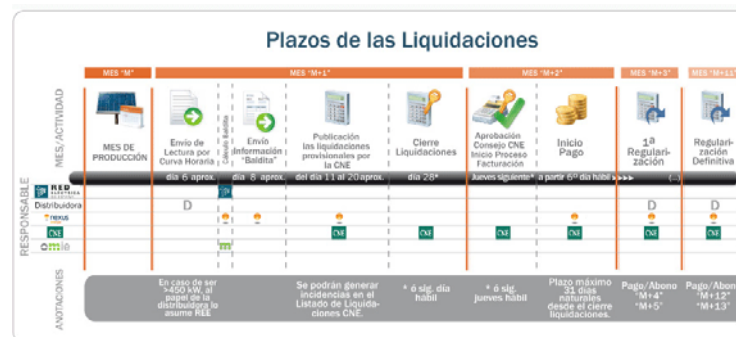 Plazos de las Liquidaciones
MES "M"
MES "M+1"
MES "M+2"
MES "M+3"
MES "M+11"
MES/ACTIVIDAD
MES DE
PRODUCCIÓN
Envío de
Lectura por
Curva Horaria
Cálculo Baldita
Envío
Información
"Baldita"
Publicación
las liquidaciones
provisionales por
la CNE
Cierre
Liquidaciones
Aprobación
Consejo CNE
Inicio Proceso
Facturación
Inicio
Pago
1ª
Regulari-
zación
Regulari-
zación
Definitiva
día 6 aprox.
día 8 aprox.
del día 11 al 20 aprox.
día 28*
Jueves siguiente*
a partir 6º día hábil
(...)
RESPONSABLE
RED
ELÉCTRICA
Distribuidora
D
D
D
nexus
CNE
CNE
CNE
CNE
CNE
CNE
CNE
omie
m
ANOTACIONES
En caso de ser
>450 kW, al
papel de la
distribuidora lo
asume REE
Se podrán generar
incidencias en el
Listado de Liquida-
ciones CNE.
* ó sig. día
hábil
* ó sig.
jueves hábil
Plazo máximo
31 días
naturales
desde el cierre
liquidaciones.
Pago/Abono
"M+4"
"M+5"
Pago/Abono
"M+12"
"M+13"